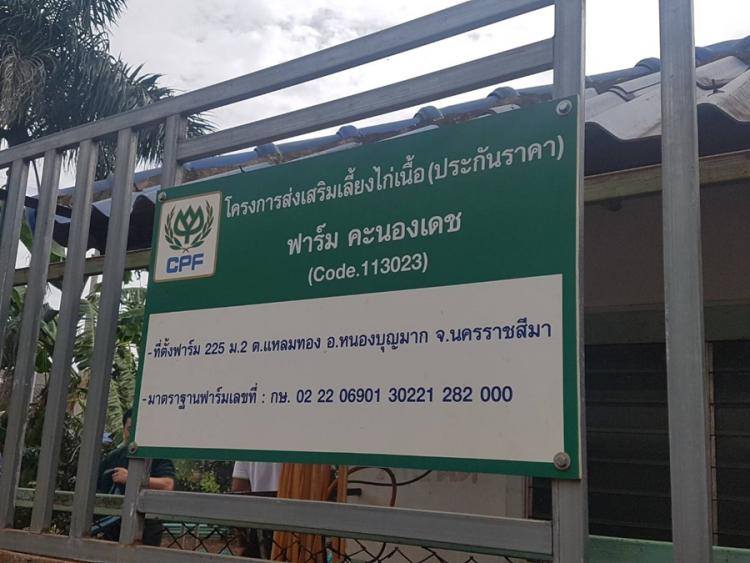 โครงการส่งเสริมเลี้ยงไก่เนื้อ(ประกันราคา)
CPF
ฟาร์ม คะนองเดช
(Code.113023)
-ที่ตั้งฟาร์ม 225 ม.2 ต.แหลมทอง อ.หนองบุญมาก จ.นครราชสีมา
-มาตราฐานฟาร์มเลขที่ : กษ. 02 22 06901 30221 282 000